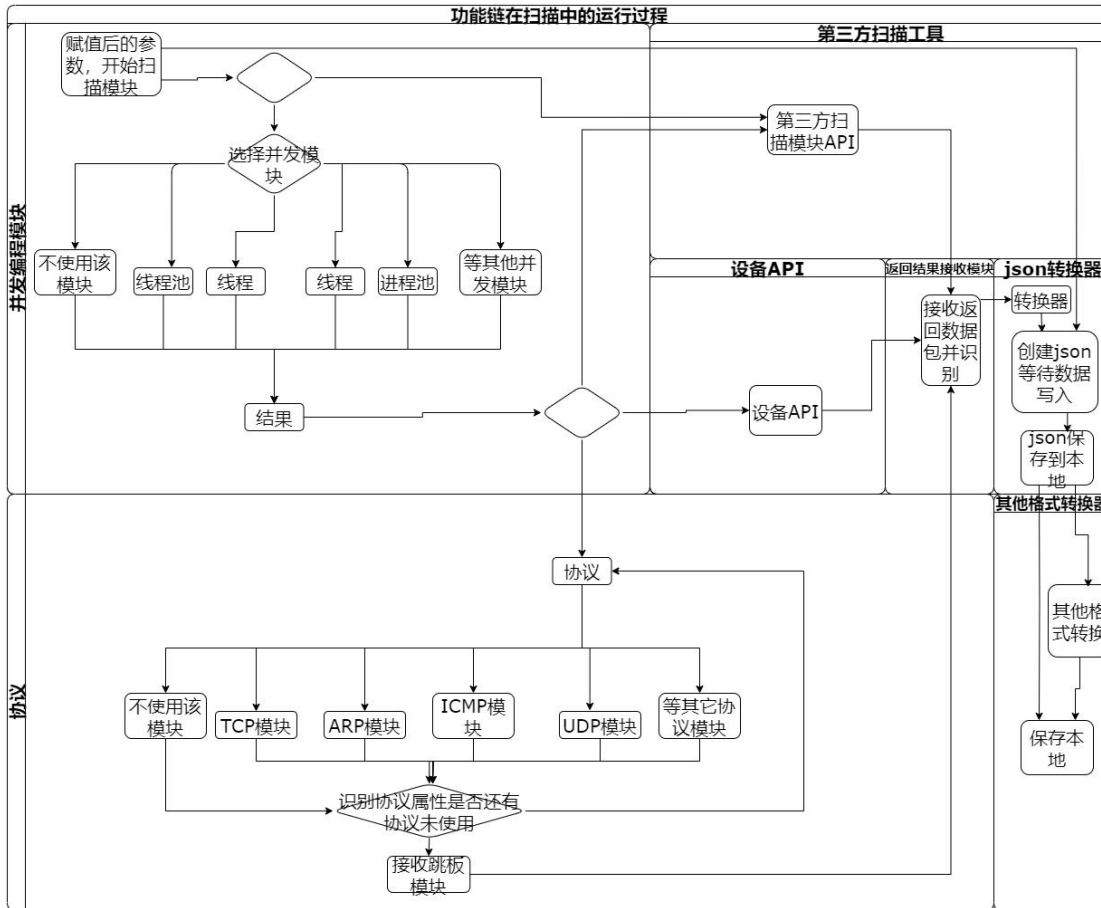 功能链在扫描中的运行过程
第三方扫描工具
并发编程模块
赋值后的参
数，开始扫
描模块
第三方扫
描模块API
选择并发模
块
不使用该
模块
线程池
线程
线程
进程池
等其他并
发模块
结果
设备API
设备API
返回结果接收模块
接收返
回数据
包并识
别
json转换器
转换器
创建json
等待数据
写入
json保
存到本
地
其他格式转换器
其他格
式转换
保存本
地
协议
协议
不使用该
模块
TCP模块
ARP模块
ICMP模
块
UDP模块
等其它协
议模块
识别协议属性是否还有
协议未使用
接收跳板
模块